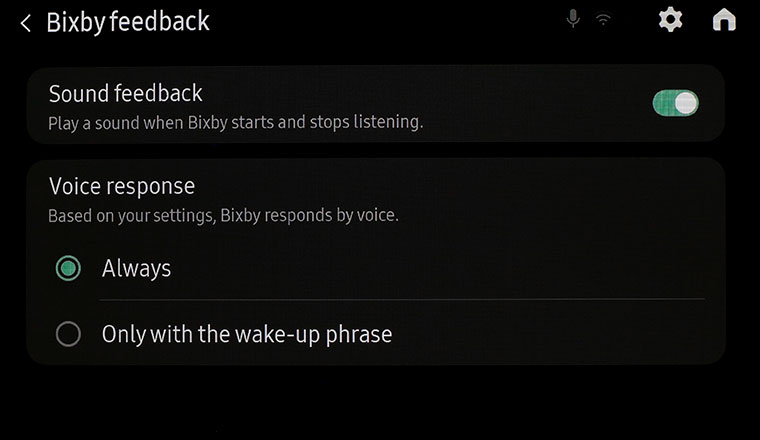 Bixby feedback
Sound feedback
Play a sound when Bixby starts and stops listening.
Voice response
Based on your settings, Bixby responds by voice.
Always
Only with the wake-up phrase